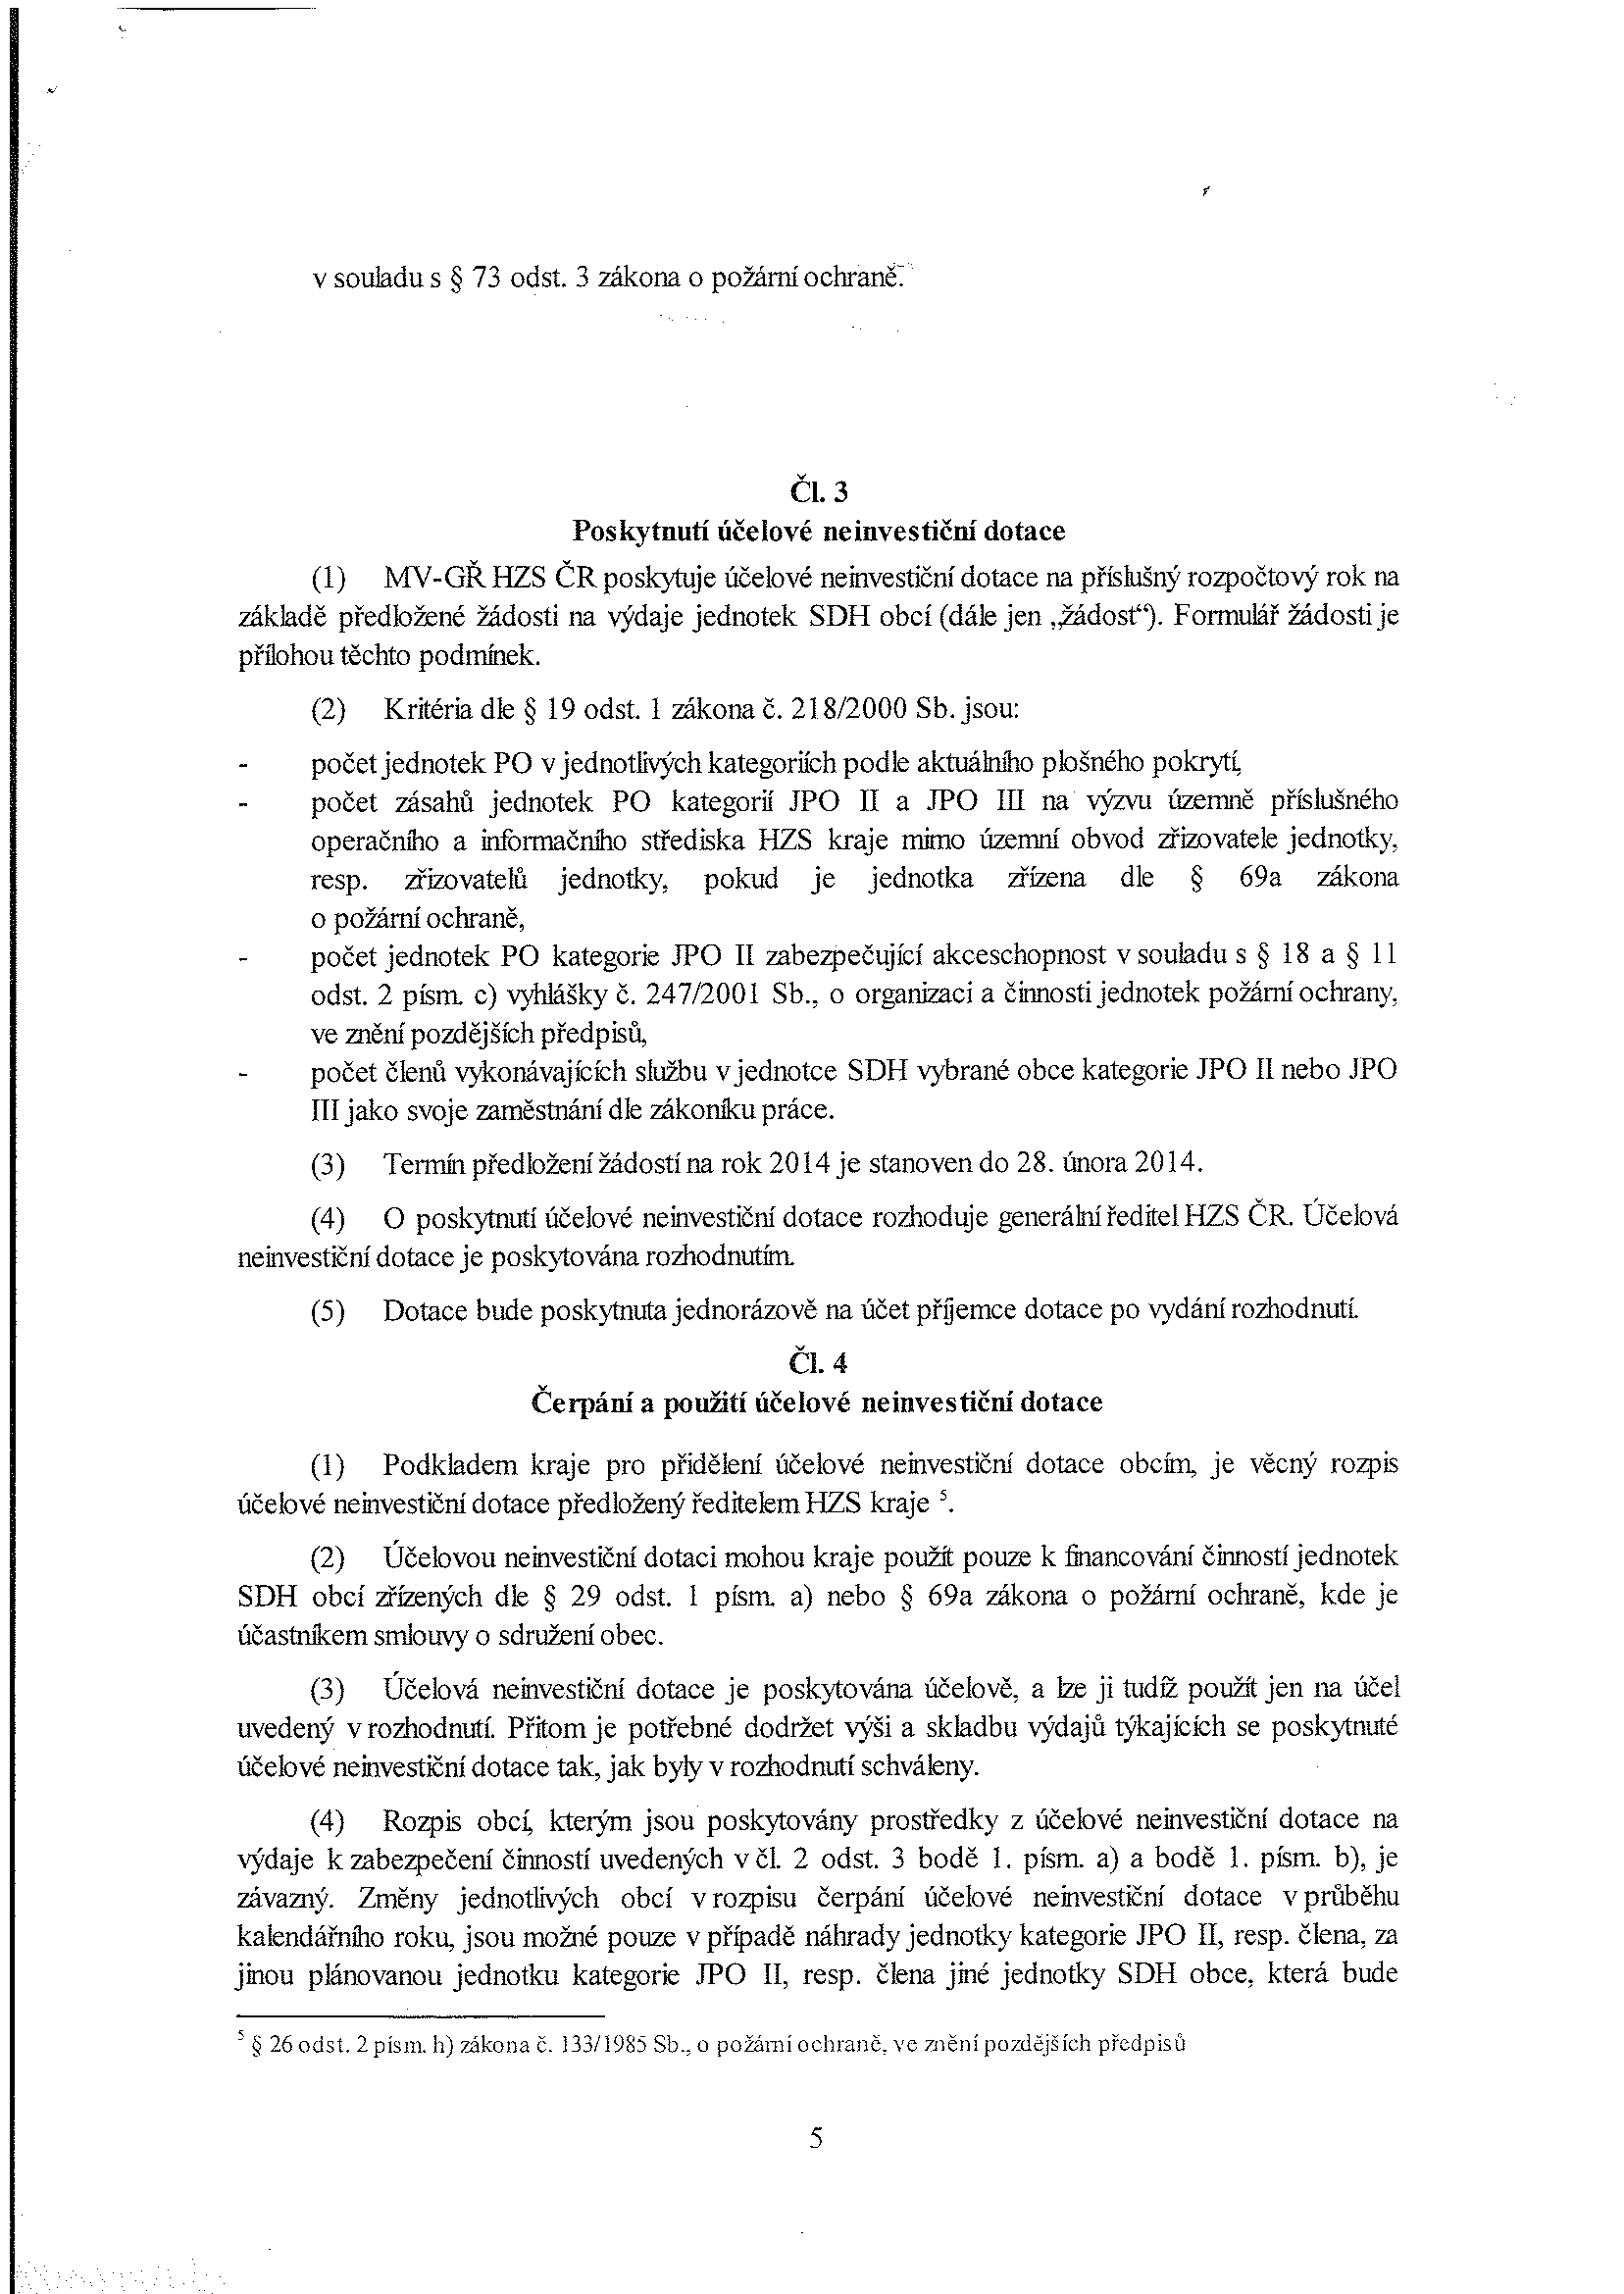 v souladu s § 73 odst. 3 zákona o požární ochraně.
Čl. 3
Poskytnutí účelové neinvestiční dotace
(1) MV-GŘ HZS ČR poskytuje účelové neinvestiční dotace na příslušný rozpočtový rok na
základě předložené žádosti na výdaje jednotek SDH obcí (dále jen „žádost“). Formulář žádosti je
přílohou těchto podmínek.
(2) Kritéria dle § 19 odst. 1 zákona č. 218/2000 Sb. jsou:
- počet jednotek PO v jednotlivých kategoriích podle aktuálního plošného pokrytí,
- počet zásahů jednotek PO kategorií JPO II a JPO III na výzvu územně příslušného
operačního a informačního střediska HZS kraje mimo územní obvod zřizovatele jednotky,
resp. zřizovatelů jednotky, pokud je jednotka zřízena dle § 69a zákona
o požární ochraně,
- počet jednotek PO kategorie JPO II zabezpečující akceschopnost v souladu s § 18 a § 11
odst. 2 písm. c) vyhlášky č. 247/2001 Sb., o organizaci a činnosti jednotek požární ochrany,
ve znění pozdějších předpisů,
- počet členů vykonávajících službu v jednotce SDH vybrané obce kategorie JPO II nebo JPO
III jako svoje zaměstnání dle zákoníku práce.
(3) Termín předložení žádostí na rok 2014 je stanoven do 28. února 2014.
(4) O poskytnutí účelové neinvestiční dotace rozhoduje generální ředitel HZS ČR. Účelová
neinvestiční dotace je poskytována rozhodnutím.
(5) Dotace bude poskytnuta jednorázově na účet příjemce dotace po vydání rozhodnutí.
Čl. 4
Čerpání a použití účelové neinvestiční dotace
(1) Podkladem kraje pro přidělení účelové neinvestiční dotace obcím, je věcný rozpis
účelové neinvestiční dotace předložený ředitelem HZS kraje ⁵.
(2) Účelovou neinvestiční dotaci mohou kraje použít pouze k financování činností jednotek
SDH obcí zřízených dle § 29 odst. 1 písm. a) nebo § 69a zákona o požární ochraně, kde je
účastníkem smlouvy o sdružení obec.
(3) Účelová neinvestiční dotace je poskytována účelově, a lze ji tudíž použít jen na účel
uvedený v rozhodnutí. Přitom je potřebné dodržet výši a skladbu výdajů týkajících se poskytnuté
účelové neinvestiční dotace tak, jak byly v rozhodnutí schváleny.
(4) Rozpis obcí, kterým jsou poskytovány prostředky z účelové neinvestiční dotace na
výdaje k zabezpečení činností uvedených v čl. 2 odst. 3 bodě 1. písm. a) a bodě 1. písm. b), je
závazný. Změny jednotlivých obcí v rozpisu čerpání účelové neinvestiční dotace v průběhu
kalendářního roku, jsou možné pouze v případě náhrady jednotky kategorie JPO II, resp. člena, za
jinou plánovanou jednotku kategorie JPO II, resp. člena jiné jednotky SDH obce, která bude
⁵ § 26 odst. 2 písm. h) zákona č. 133/1985 Sb., o požární ochraně, ve znění pozdějších předpisů
5